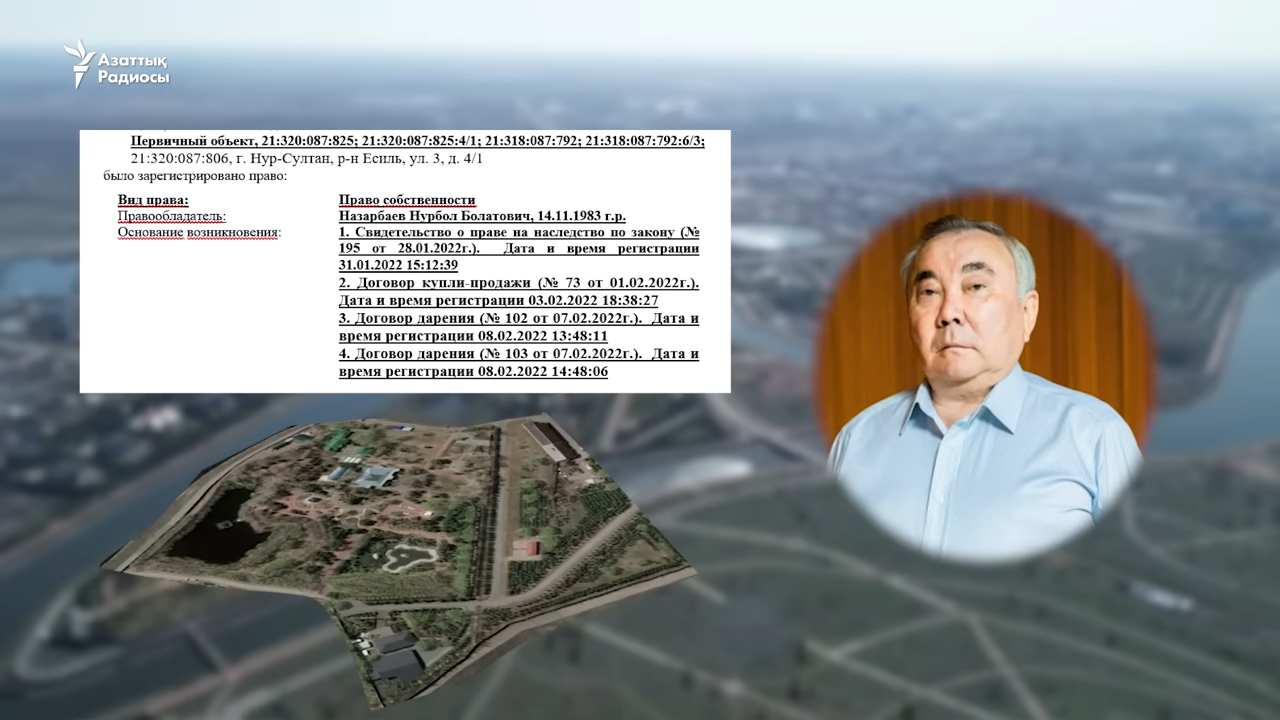 Азаттық
Радиосы
Первичный объект, 21:320:087:825; 21:320:087:825:4/1; 21:318:087:792; 21:318:087:792:6/3;
21:320:087:806, г. Нур-Султан, р-н Есиль, ул. 3, д. 4/1
было зарегистрировано право:
Вид права: Право собственности
Правообладатель: Назарбаев Нурбол Болатович, 14.11.1983 г.р.
Основание возникновения: 1. Свидетельство о праве на наследство по закону (№
195 от 28.01.2022г.). Дата и время регистрации
31.01.2022 15:12:39
2. Договор купли-продажи (№ 73 от 01.02.2022г.).
Дата и время регистрации 03.02.2022 18:38:27
3. Договор дарения (№ 102 от 07.02.2022г.). Дата и
время регистрации 08.02.2022 13:48:11
4. Договор дарения (№ 103 от 07.02.2022г.). Дата и
время регистрации 08.02.2022 14:48:06